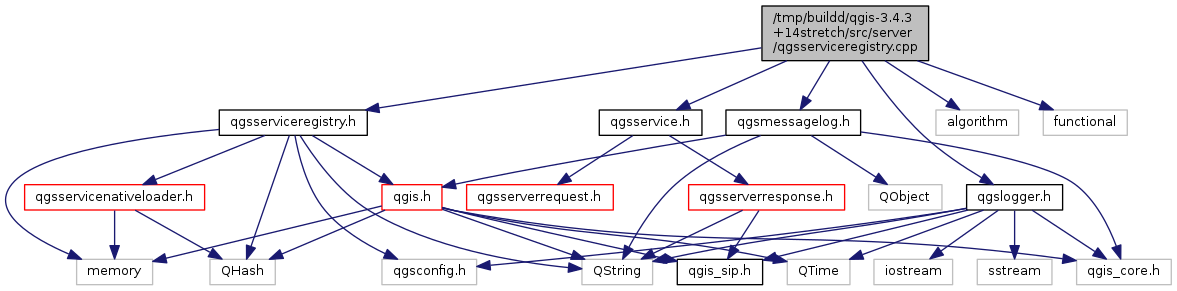 /tmp/buildd/qgis-3.4.3
+14stretch/src/server
/qgsserviceregistry.cpp
qgsserviceregistry.h
qgsservice.h
qgsmessagelog.h
algorithm
functional
qgsservicenativeloader.h
qgis.h
qgsserverrequest.h
qgsserverresponse.h
QObject
qgslogger.h
memory
QHash
qgsconfig.h
QString
qgis_sip.h
QTime
iostream
sstream
qgis_core.h